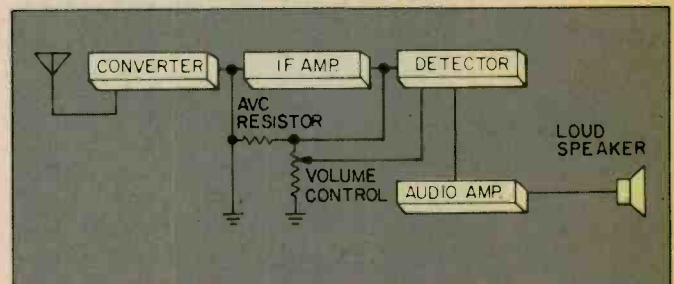 CONVERTER
IF AMP.
DETECTOR
AVC
RESISTOR
LOUD
SPEAKER
VOLUME
CONTROL
AUDIO AMP.